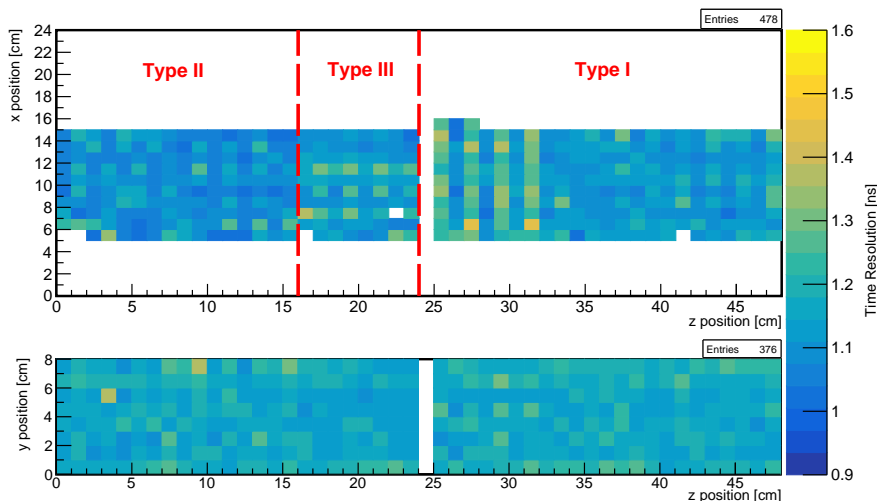 Entries 478
24
22
20
18
16
14
12
10
8
6
4
2
0
x position [cm]
Type II
Type III
Type I
0 5 10 15 20 25 30 35 40 45
z position [cm]
Entries 376
8
6
4
2
0
y position [cm]
0 5 10 15 20 25 30 35 40 45
z position [cm]
1.6
1.5
1.4
1.3
1.2
1.1
1
0.9
Time Resolution [ns]